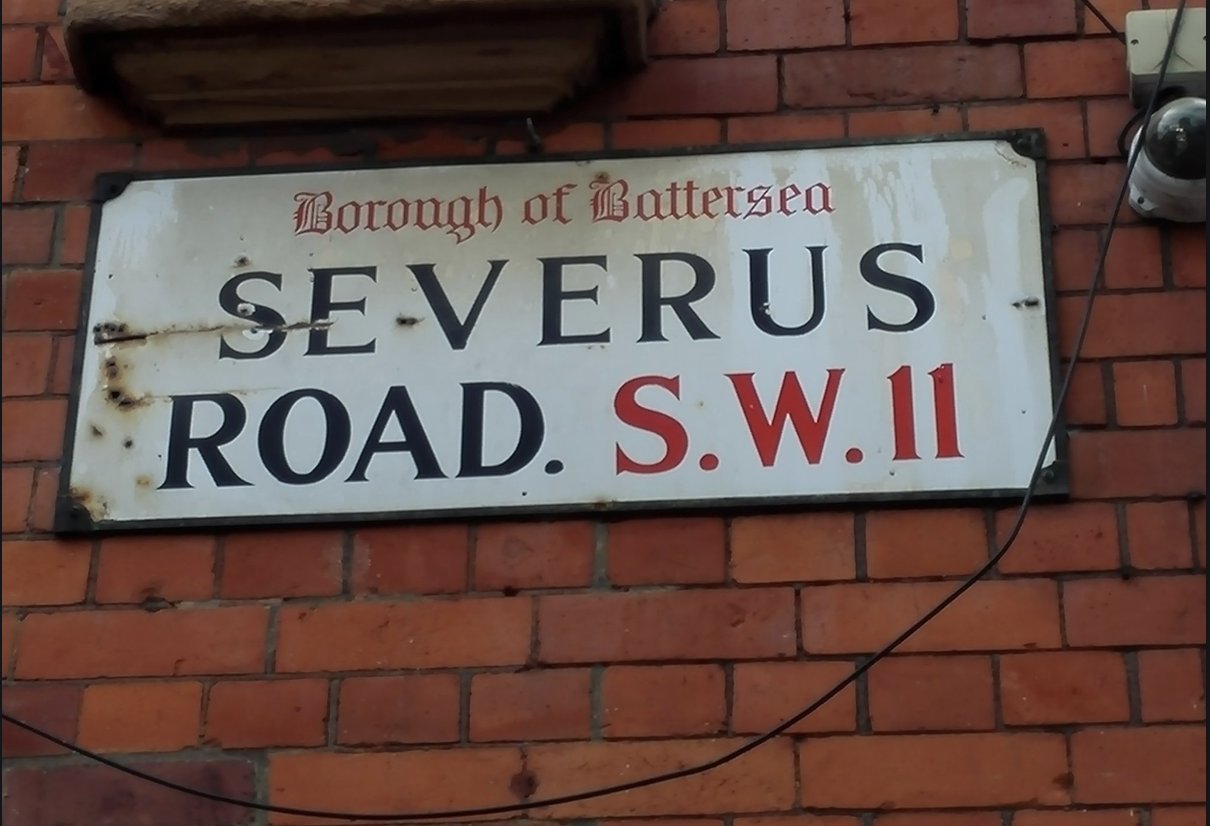 Borough of Battersea
SEVERUS
ROAD. S.W.11